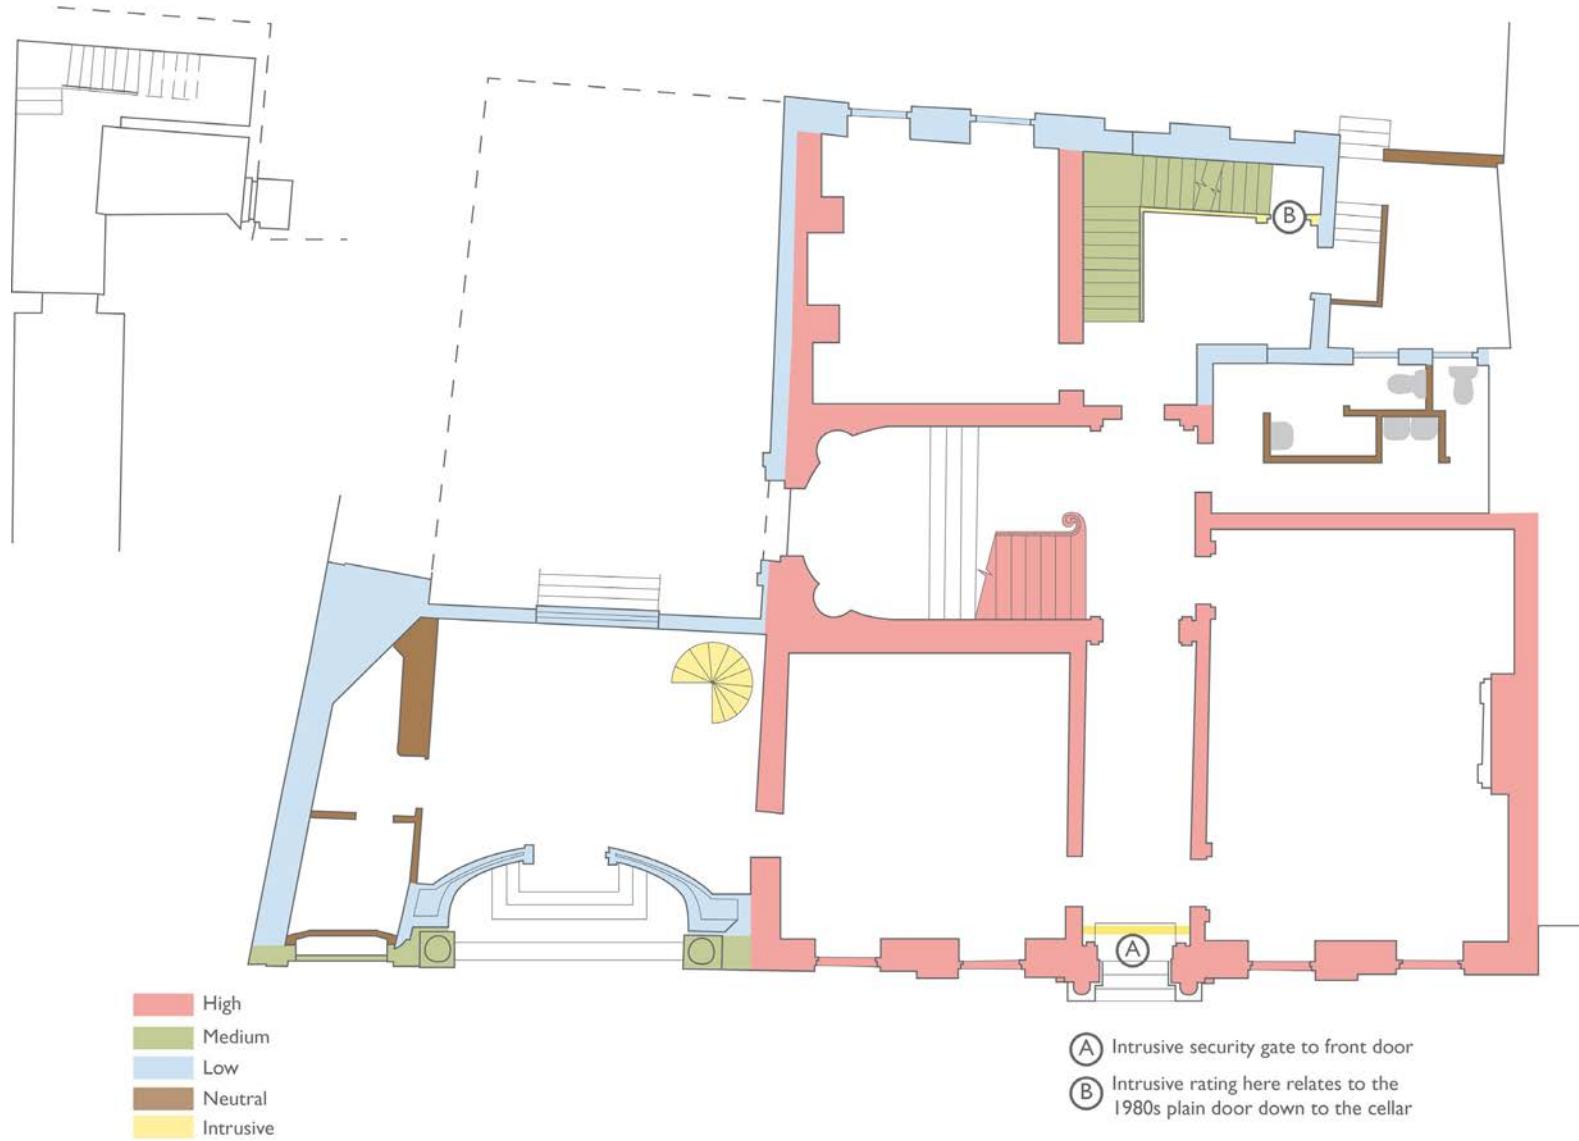 B
A
High
Medium
Low
Neutral
Intrusive
A Intrusive security gate to front door
B Intrusive rating here relates to the
1980s plain door down to the cellar